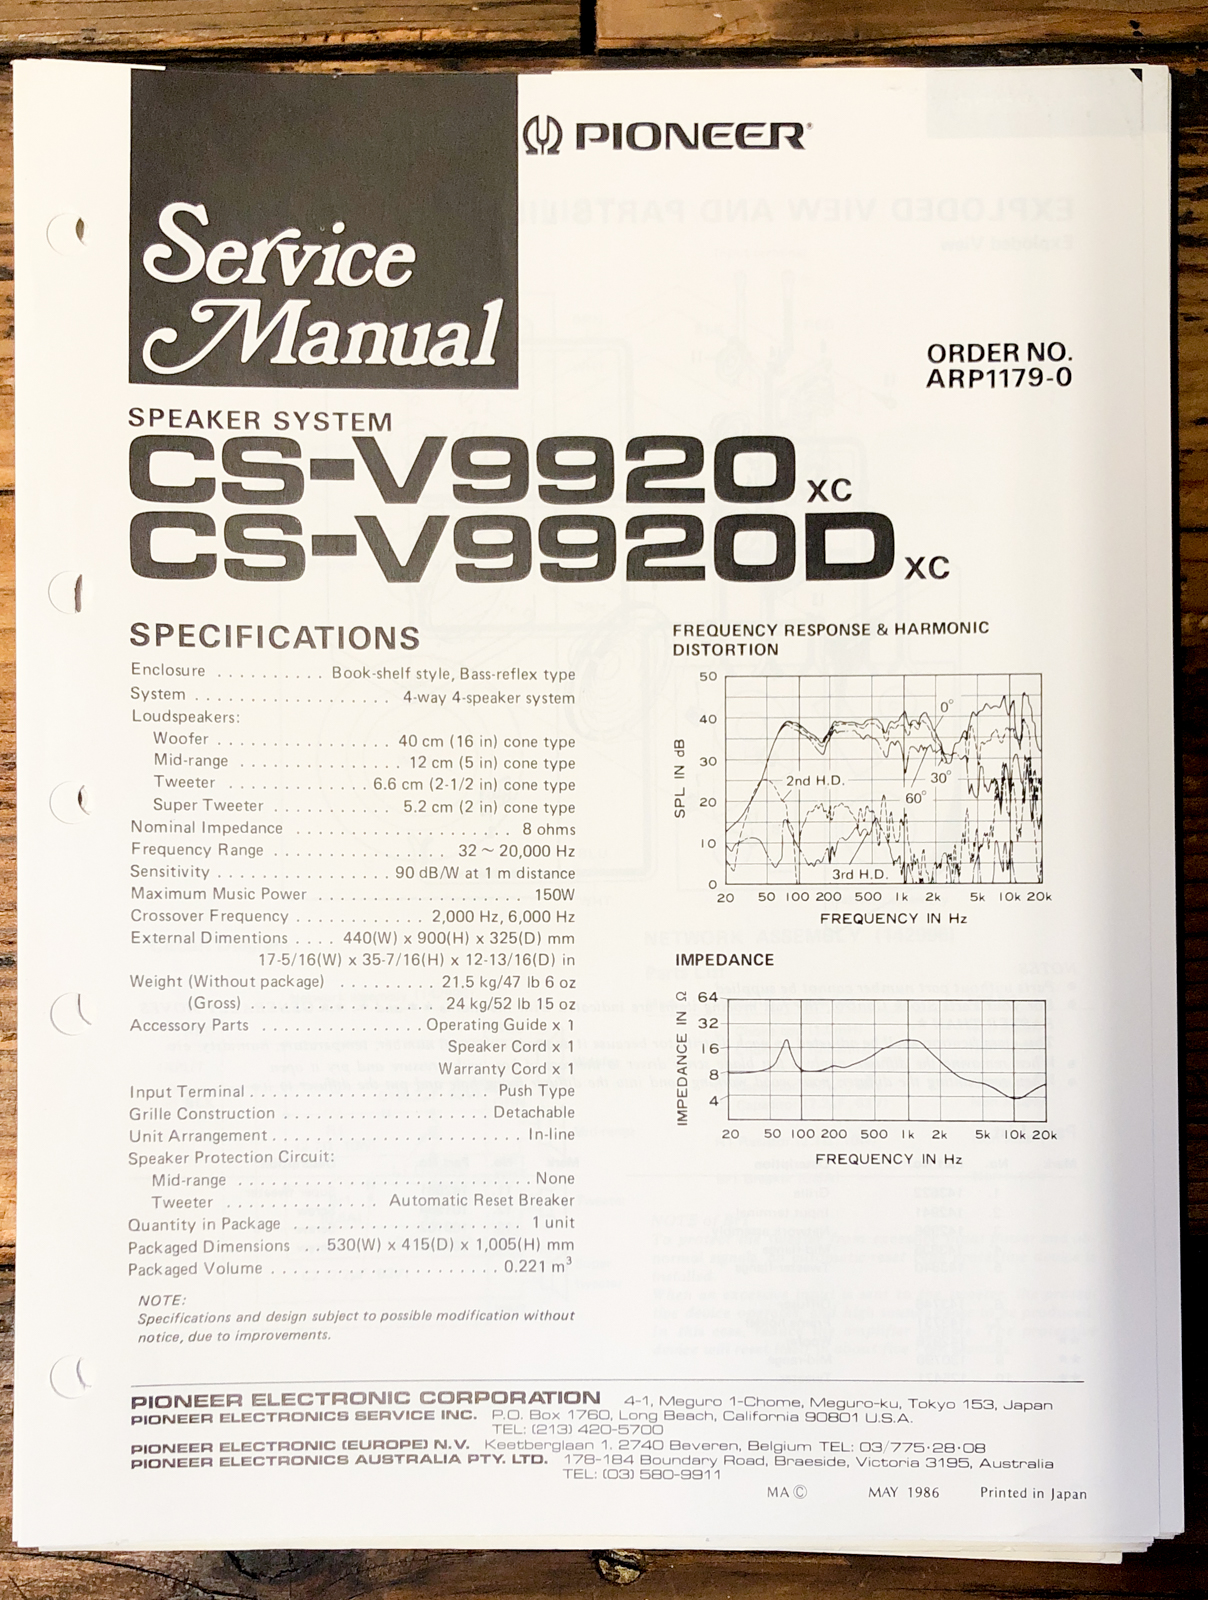 PIONEER
Service
Manual
ORDER NO.
ARP1179-0
SPEAKER SYSTEM
CS-V9920 XC
CS-V9920D XC
SPECIFICATIONS
Enclosure . . . . . . . . . . Book-shelf style, Bass-reflex type
System . . . . . . . . . . . . . . . . . . 4-way 4-speaker system
Loudspeakers:
Woofer . . . . . . . . . . . . . . . . 40 cm (16 in) cone type
Mid-range . . . . . . . . . . . . . . . 12 cm (5 in) cone type
Tweeter . . . . . . . . . . . . . 6.6 cm (2-1/2 in) cone type
Super Tweeter . . . . . . . . . . . 5.2 cm (2 in) cone type
Nominal Impedance . . . . . . . . . . . . . . . . . . . . 8 ohms
Frequency Range . . . . . . . . . . . . . . . . 32 ~ 20,000 Hz
Sensitivity . . . . . . . . . . . . . . . . 90 dB/W at 1 m distance
Maximum Music Power . . . . . . . . . . . . . . . . . . . . 150W
Crossover Frequency . . . . . . . . . . . . 2,000 Hz, 6,000 Hz
External Dimentions . . . . 440(W) x 900(H) x 325(D) mm
17-5/16(W) x 35-7/16(H) x 12-13/16(D) in
Weight (Without package) . . . . . . . . . 21.5 kg/47 lb 6 oz
(Gross) . . . . . . . . . . . . . . . . 24 kg/52 lb 15 oz
Accessory Parts . . . . . . . . . . . . . . . Operating Guide x 1
Speaker Cord x 1
Warranty Cord x 1
Input Terminal . . . . . . . . . . . . . . . . . . . . . . Push Type
Grille Construction . . . . . . . . . . . . . . . . . . . Detachable
Unit Arrangement . . . . . . . . . . . . . . . . . . . . . . . In-line
Speaker Protection Circuit:
Mid-range . . . . . . . . . . . . . . . . . . . . . . . . . . . None
Tweeter . . . . . . . . . . . . . . Automatic Reset Breaker
Quantity in Package . . . . . . . . . . . . . . . . . . . . . 1 unit
Packaged Dimensions . . 530(W) x 415(D) x 1,005(H) mm
Packaged Volume . . . . . . . . . . . . . . . . . . . . . 0.221 m³
NOTE:
Specifications and design subject to possible modification without
notice, due to improvements.
FREQUENCY RESPONSE & HARMONIC
DISTORTION
SPL IN dB
50
40
30
20
10
0
0°
30°
60°
2nd H.D.
3rd H.D.
20 50 100 200 500 1k 2k 5k 10k 20k
FREQUENCY IN Hz
IMPEDANCE
IMPEDANCE IN Ω
64
32
16
8
4
20 50 100 200 500 1k 2k 5k 10k 20k
FREQUENCY IN Hz
PIONEER ELECTRONIC CORPORATION 4-1, Meguro 1-Chome, Meguro-ku, Tokyo 153, Japan
PIONEER ELECTRONICS SERVICE INC. P.O. Box 1760, Long Beach, California 90801 U.S.A.
TEL: (213) 420-5700
PIONEER ELECTRONIC (EUROPE) N.V. Keetberglaan 1, 2740 Beveren, Belgium TEL: 03/775·28·08
PIONEER ELECTRONICS AUSTRALIA PTY. LTD. 178-184 Boundary Road, Braeside, Victoria 3195, Australia
TEL: (03) 580-9911
MA © MAY 1986 Printed in Japan